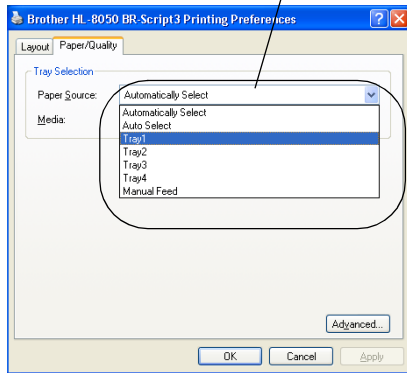 Brother HL-8050 BR-Script3 Printing Preferences
Layout Paper/Quality
Tray Selection
Paper Source: Automatically Select
Media:
Automatically Select
Auto Select
Tray1
Tray2
Tray3
Tray4
Manual Feed
Advanced...
OK Cancel Apply